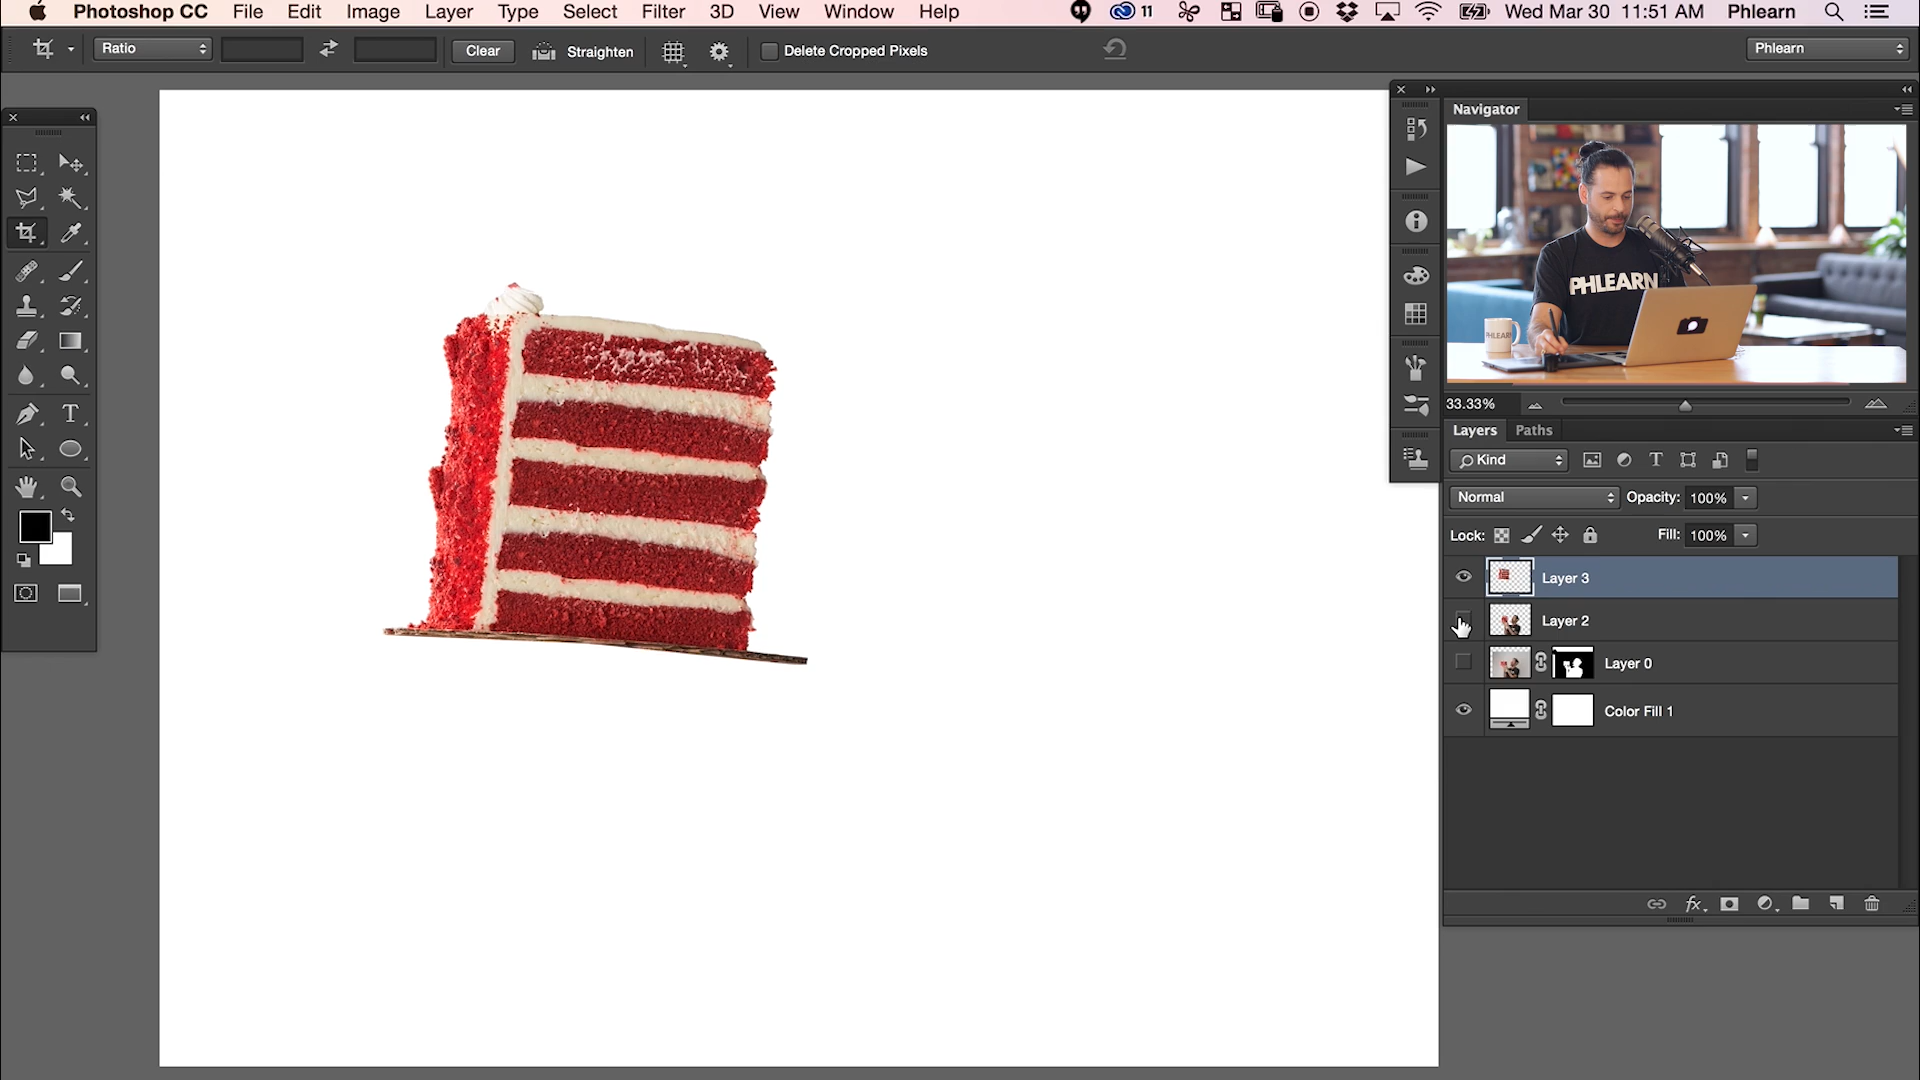 Photoshop CC File Edit Image Layer Type Select Filter 3D View Window Help 11 Wed Mar 30 11:51 AM Phlearn
Ratio Clear Straighten Delete Cropped Pixels Phlearn
Navigator
PHLEARN
PHLEARN
33.33%
Layers Paths
Kind
Normal Opacity: 100%
Lock: Fill: 100%
Layer 3
Layer 2
Layer 0
Color Fill 1
fx